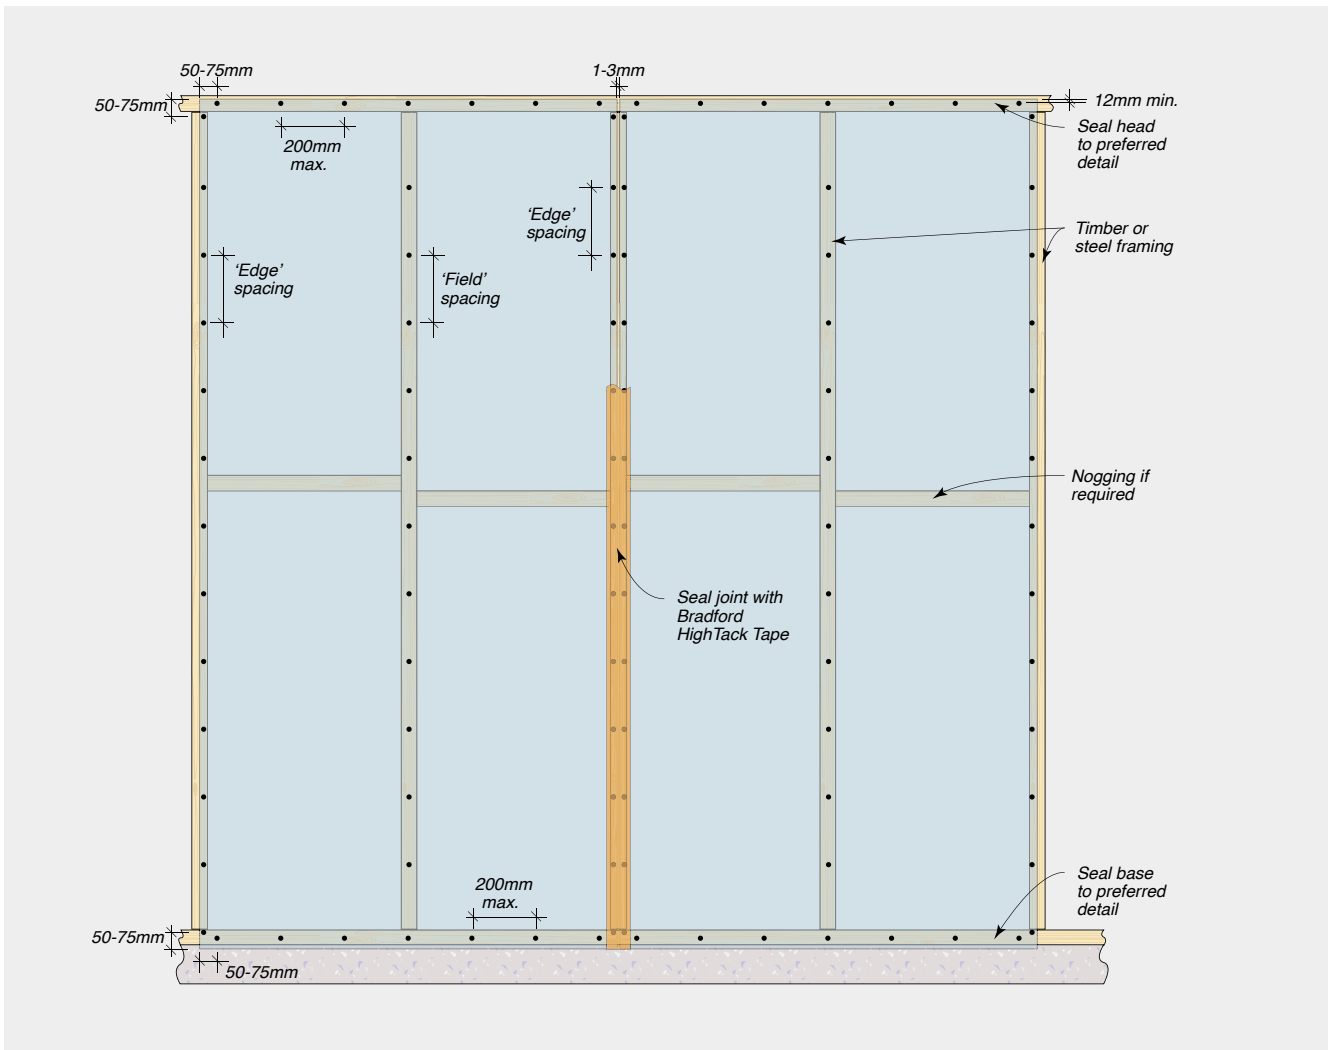 50-75mm
1-3mm
50-75mm
12mm min.
Seal head
to preferred
detail
200mm
max.
‘Edge’
spacing
Timber or
steel framing
‘Edge’
spacing
‘Field’
spacing
Nogging if
required
Seal joint with
Bradford
HighTack Tape
Seal base
to preferred
detail
200mm
max.
50-75mm
50-75mm